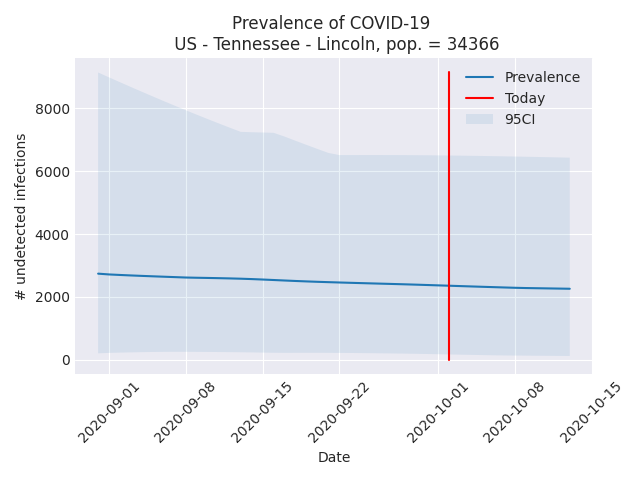 Prevalence of COVID-19
US - Tennessee - Lincoln, pop. = 34366
Prevalence
Today
95CI
# undetected infections
8000
6000
4000
2000
0
2020-09-01
2020-09-08
2020-09-15
2020-09-22
2020-10-01
2020-10-08
2020-10-15
Date